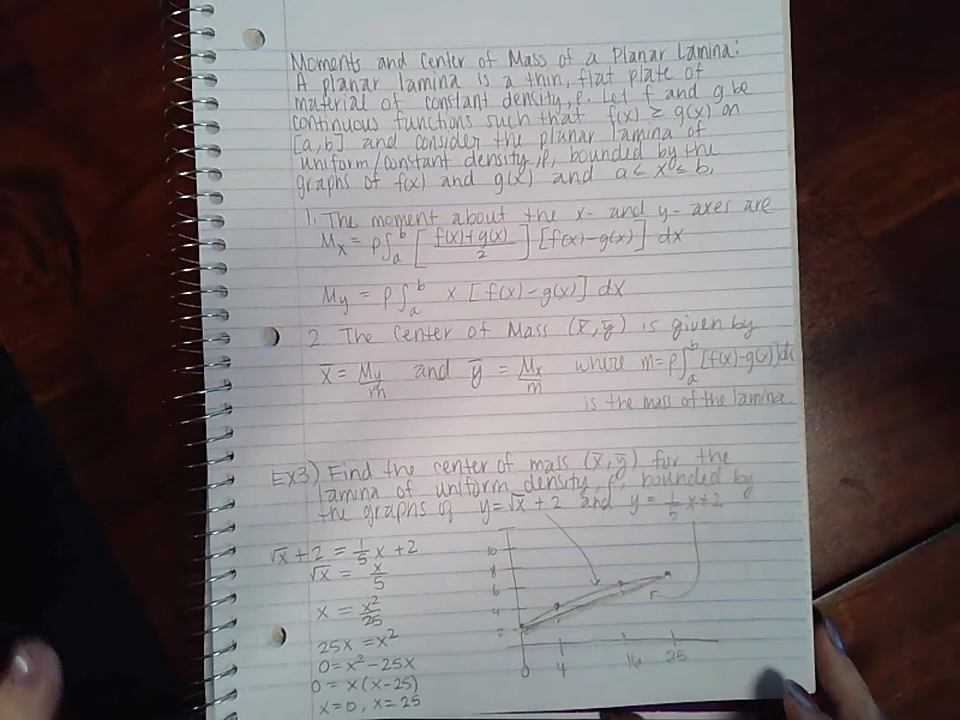 Moments and Center of Mass of a Planar Lamina:
A planar lamina is a thin, flat plate of
material of constant density, ρ. Let f and g be
continuous functions such that f(x) ≥ g(x) on
[a,b] and consider the planar lamina of
uniform/constant density, ρ, bounded by the
graphs of f(x) and g(x) and a ≤ x ≤ b.
1. The moment about the x- and y-axes are
Mx = ρ∫_a^b [ (f(x)+g(x))/2 ] [f(x)-g(x)] dx
My = ρ∫_a^b x [f(x)-g(x)] dx
2. The Center of Mass (x̄,ȳ) is given by
x̄ = My/m and ȳ = Mx/m where m=ρ∫_a^b [f(x)-g(x)]dx
is the mass of the lamina.
Ex3) Find the center of mass (x̄,ȳ) for the
lamina of uniform density, ρ, bounded by
the graphs of y=√x + 2 and y = 1/5 x+2
√x + 2 = 1/5 x + 2
√x = x/5
x = x²/25
25x = x²
0 = x² - 25x
0 = x(x-25)
x=0, x=25
10
8
6
4
2
0 4 16 25